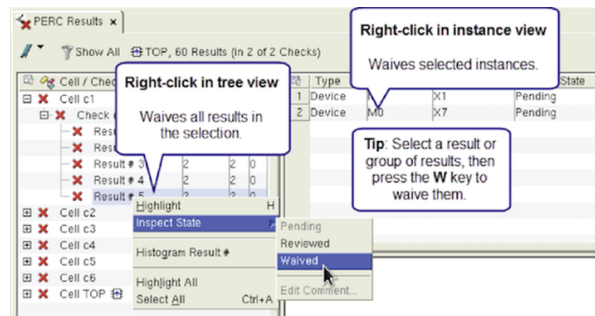 PERC Results ×
Show All TOP, 60 Results (in 2 of 2 Checks)
Right-click in instance view
Waives selected instances.
Cell / Chec
Type
State
Right-click in tree view
Waives all results in
the selection.
Cell c1
1 Device X1 Pending
Check
2 Device M0 X7 Pending
Resu
Resu
Result # 3 2 2 0
Result # 4 2 2 0
Result # 5 2 2 0
Tip: Select a result or
group of results, then
press the W key to
waive them.
Highlight H
Cell c2
Inspect State
Pending
Cell c3
Reviewed
Cell c4
Histogram Result #
Waived
Cell c5
Cell c6
Highlight All
Edit Comment...
Cell TOP
Select All Ctrl+A